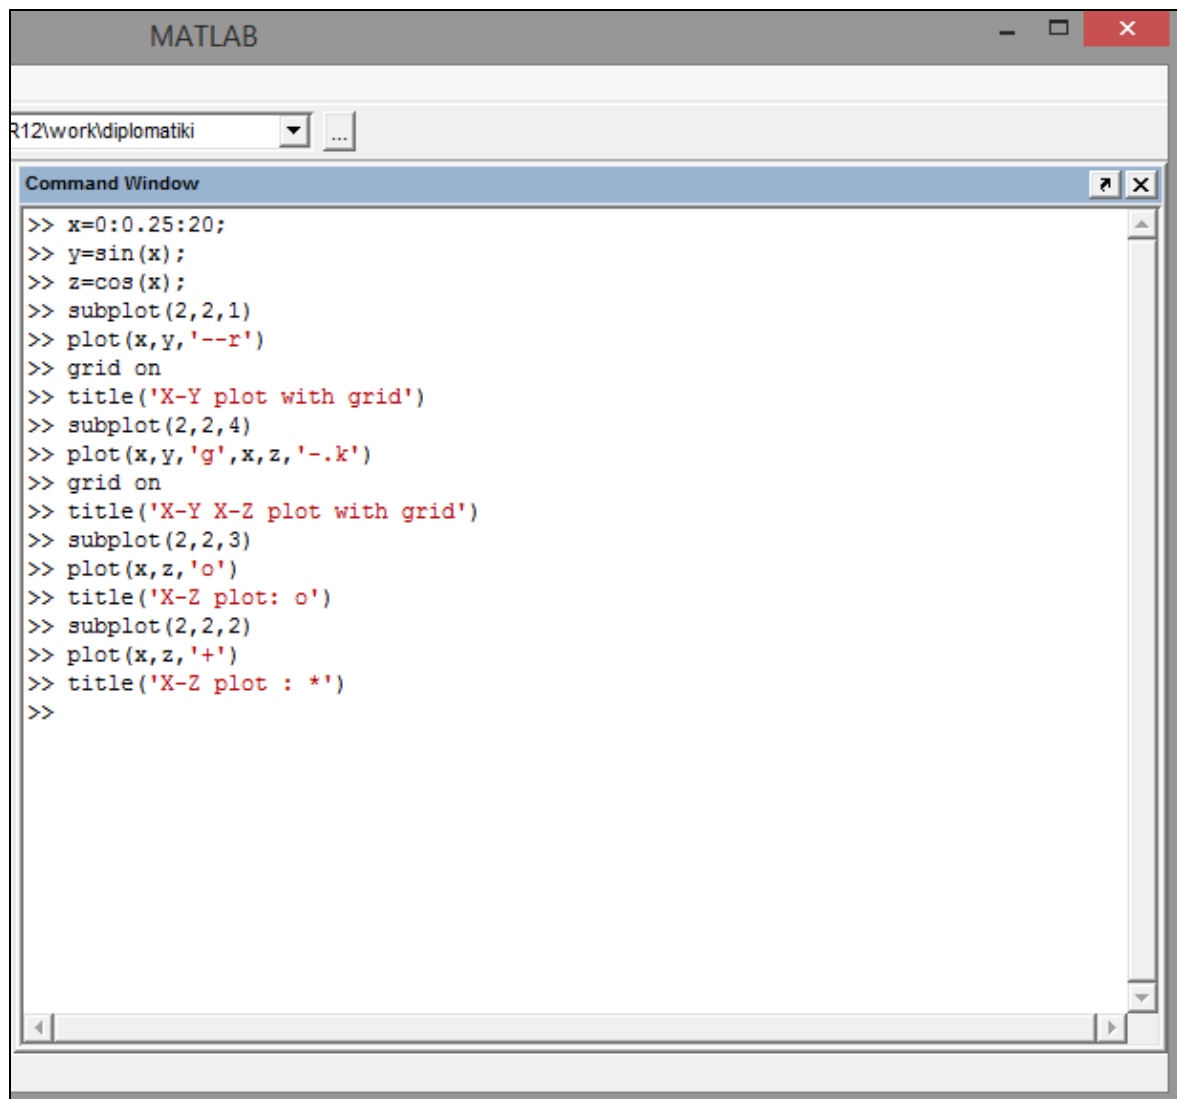 MATLAB
R12\work\diplomatiki
...
Command Window
>> x=0:0.25:20;
>> y=sin(x);
>> z=cos(x);
>> subplot(2,2,1)
>> plot(x,y,'--r')
>> grid on
>> title('X-Y plot with grid')
>> subplot(2,2,4)
>> plot(x,y,'g',x,z,'-.k')
>> grid on
>> title('X-Y X-Z plot with grid')
>> subplot(2,2,3)
>> plot(x,z,'o')
>> title('X-Z plot: o')
>> subplot(2,2,2)
>> plot(x,z,'+')
>> title('X-Z plot : *')
>>